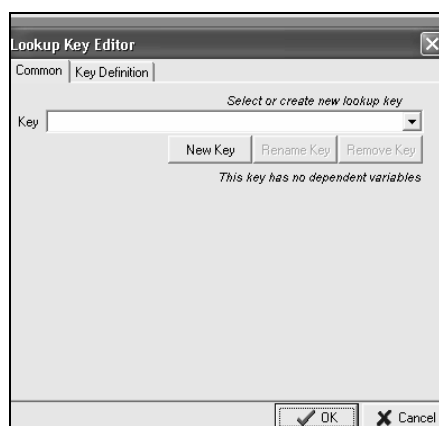 Lookup Key Editor
Common Key Definition
Select or create new lookup key
Key
New Key Rename Key Remove Key
This key has no dependent variables
OK Cancel